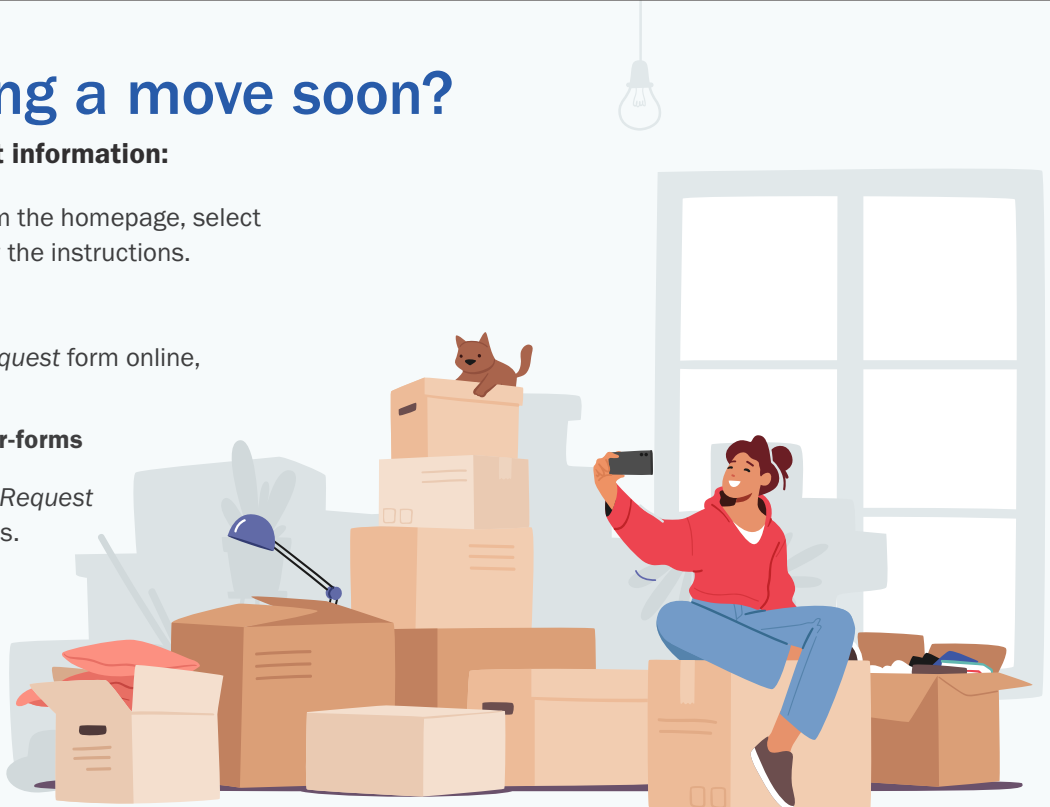 ng a move soon?
t information:
m the homepage, select
the instructions.
quest form online,
r-forms
Request
s.